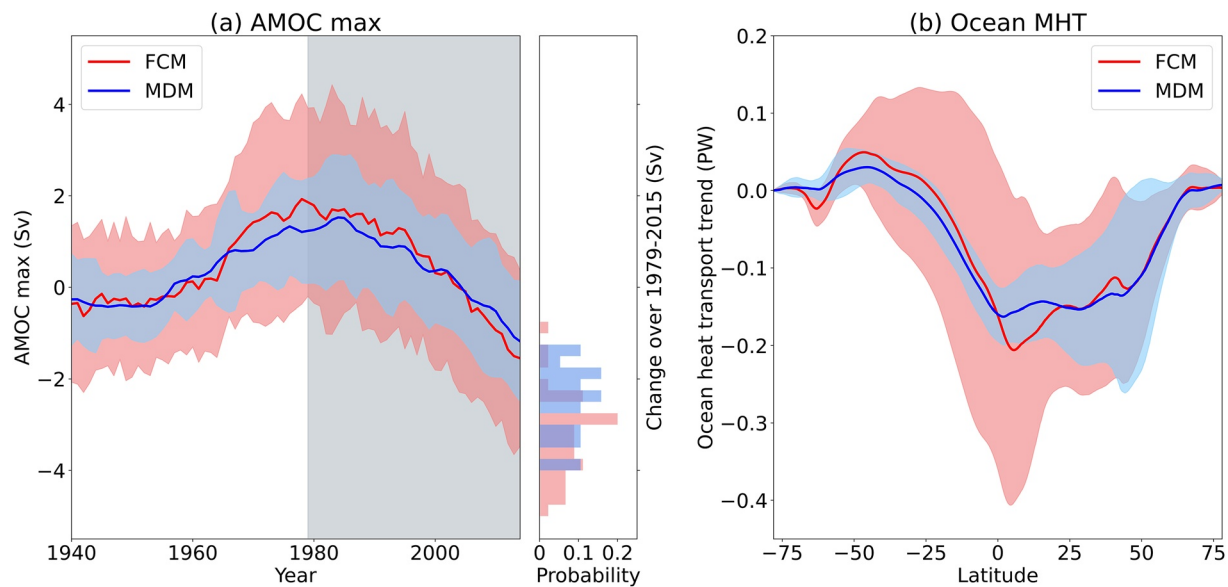 (a) AMOC max
FCM
MDM
4
2
0
−2
−4
AMOC max (Sv)
1940
1960
1980
2000
Year
0
0.1
0.2
Probability
Change over 1979-2015 (Sv)
(b) Ocean MHT
FCM
MDM
0.2
0.1
0.0
−0.1
−0.2
−0.3
−0.4
Ocean heat transport trend (PW)
−75
−50
−25
0
25
50
75
Latitude